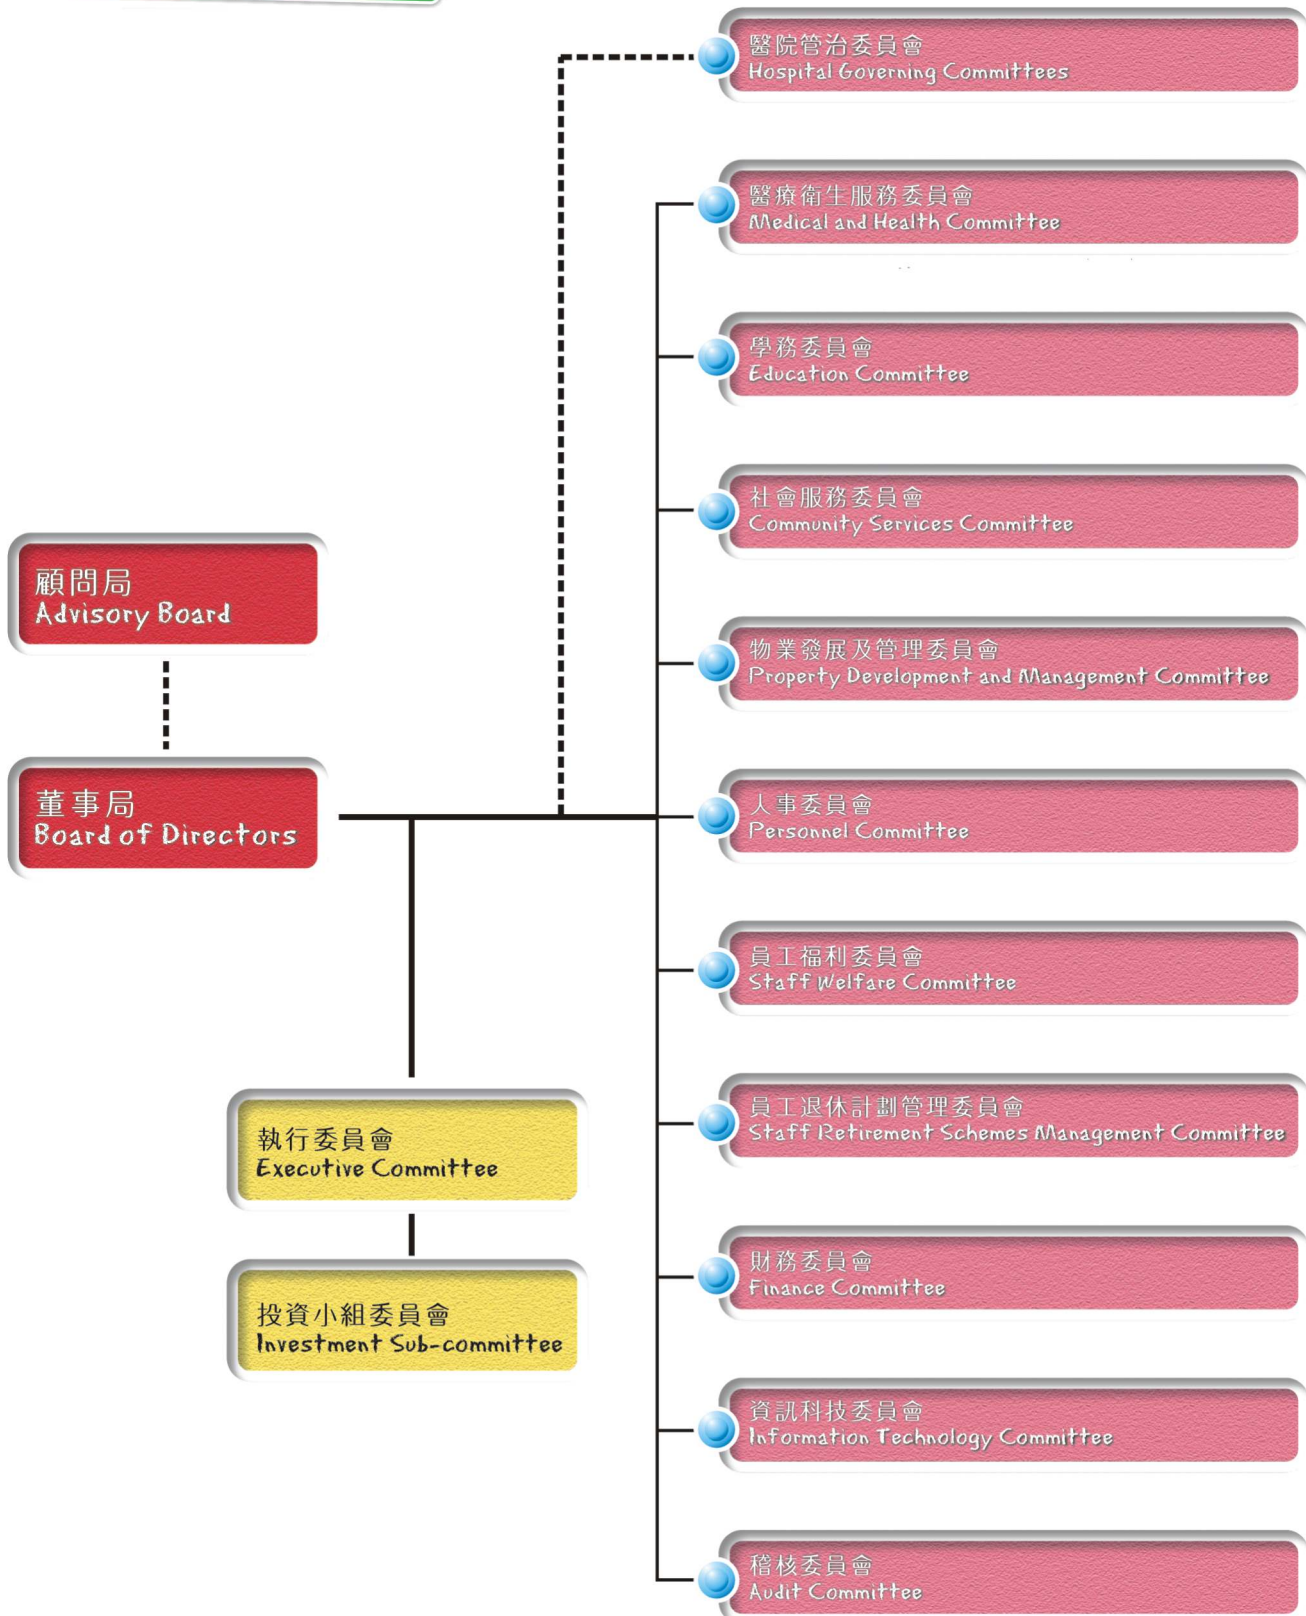 醫院管治委員會
Hospital Governing Committees
醫療衛生服務委員會
Medical and Health Committee
學務委員會
Education Committee
社會服務委員會
Community Services Committee
顧問局
Advisory Board
物業發展及管理委員會
Property Development and Management Committee
董事局
Board of Directors
人事委員會
Personnel Committee
員工福利委員會
Staff Welfare Committee
員工退休計劃管理委員會
Staff Retirement Schemes Management Committee
執行委員會
Executive Committee
財務委員會
Finance Committee
投資小組委員會
Investment Sub-committee
資訊科技委員會
Information Technology Committee
稽核委員會
Audit Committee